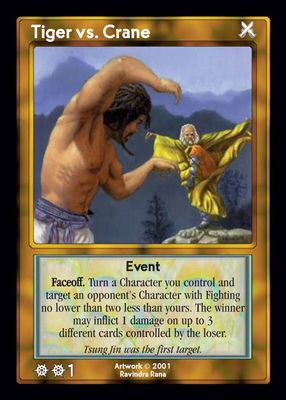 Tiger vs. Crane
Event
Faceoff. Turn a Character you control and
target an opponent's Character with Fighting
no lower than two less than yours. The winner
may inflict 1 damage on up to 3
different cards controlled by the loser.
Tsung Jin was the first target.
1
Artwork © 2001
Ravindra Rana